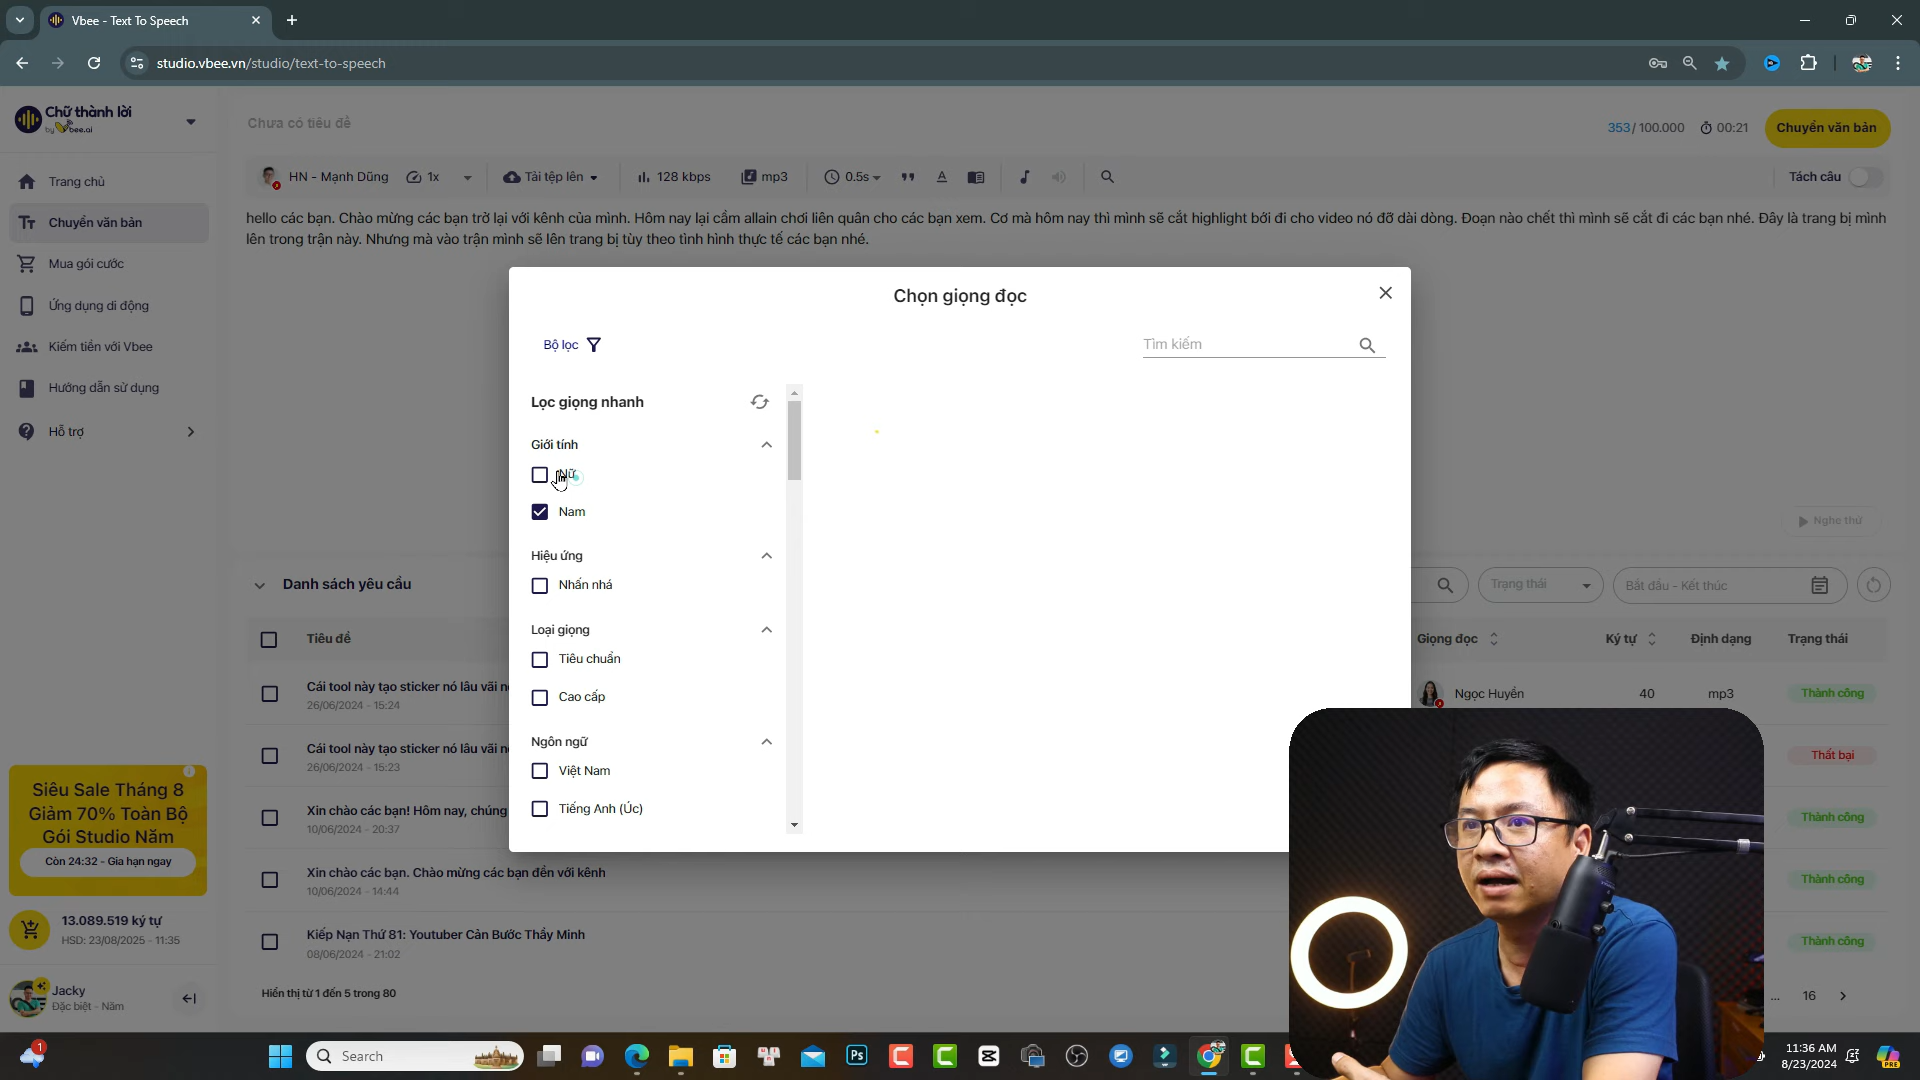 Vbee - Text To Speech
studio.vbee.vn/studio/text-to-speech
Chữ thành lời
by Vbee.ai
Chưa có tiêu đề
353/100.000
00:21
Chuyển văn bản
HN - Mạnh Dũng
1x
Tải tệp lên
128 kbps
mp3
0.5s
Tách câu
hello các bạn. Chào mừng các bạn trở lại với kênh của mình. Hôm nay lại cầm allain chơi liên quân cho các bạn xem. Cơ mà hôm nay thì mình sẽ cắt highlight bới đi cho video nó đỡ dài dòng. Đoạn nào chết thì mình sẽ cắt đi các bạn nhé. Đây là trang bị mình
lên trong trận này. Nhưng mà vào trận mình sẽ lên trang bị tùy theo tình hình thực tế các bạn nhé.
Trang chủ
Chuyển văn bản
Mua gói cước
Ứng dụng di động
Kiếm tiền với Vbee
Hướng dẫn sử dụng
Hỗ trợ
Chọn giọng đọc
Bộ lọc
Tìm kiếm
Lọc giọng nhanh
Giới tính
Nữ
Nam
Hiệu ứng
Nhấn nhá
Loại giọng
Tiêu chuẩn
Cao cấp
Ngôn ngữ
Việt Nam
Tiếng Anh (Úc)
Nghe thử
Danh sách yêu cầu
Trạng thái
Bắt đầu - Kết thúc
Tiêu đề
Giọng đọc
Ký tự
Định dạng
Trạng thái
Cái tool này tạo sticker nó lâu vãi n
26/06/2024 - 15:24
Ngọc Huyền
40
mp3
Thành công
Cái tool này tạo sticker nó lâu vãi n
26/06/2024 - 15:23
Thất bại
Xin chào các bạn! Hôm nay, chúng
10/06/2024 - 20:37
Thành công
Xin chào các bạn. Chào mừng các bạn đến với kênh
10/06/2024 - 14:44
Thành công
Kiếp Nạn Thứ 81: Youtuber Cản Bước Thầy Minh
08/06/2024 - 21:02
Thành công
Hiển thị từ 1 đến 5 trong 80
...
16
Siêu Sale Tháng 8
Giảm 70% Toàn Bộ
Gói Studio Năm
Còn 24:32 - Gia hạn ngay
13.089.519 ký tự
HSD: 23/08/2025 - 11:35
Jacky
Đặc biệt - Năm
1
Search
Ps
11:36 AM
8/23/2024
PRE